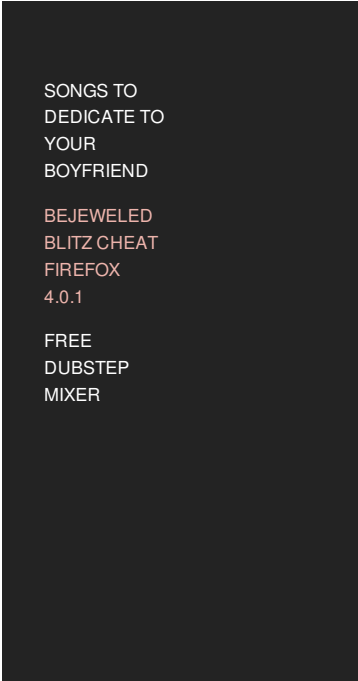 SONGS TO
DEDICATE TO
YOUR
BOYFRIEND
BEJEWELED
BLITZ CHEAT
FIREFOX
4.0.1
FREE
DUBSTEP
MIXER